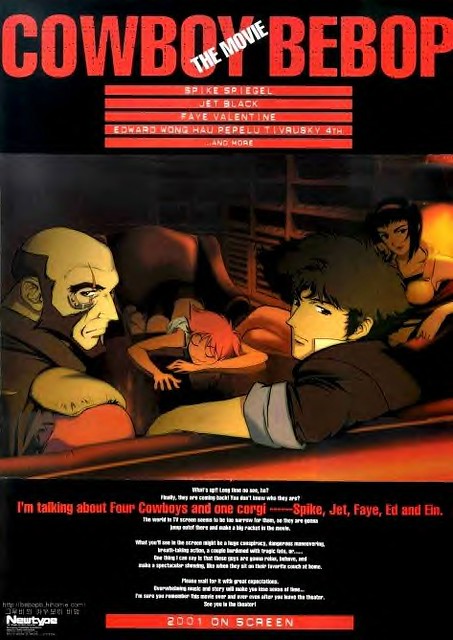 COWBOY BEBOP
THE MOVIE
SPIKE SPIEGEL
JET BLACK
FAYE VALENTINE
EDWARD WONG HAU PEPELU TIVRUSKY 4TH
...AND MORE
What's up!! Long time no see, ha?
Finally, they are coming back! You don't know who they are?
I'm talking about Four Cowboys and one corgi -----Spike, Jet, Faye, Ed and Ein.
The world in TV screen seems to be too narrow for them, so they are gonna
jump outof there and make a big racket in the movie.
What you'll see in the screen might be a huge conspiracy, dangerous maneuvering,
breath-taking action, a couple burdened with tragic fate, or.....
One thing I can say is that these guys are gonna relax, behave, and
make a spectacular showing, like when they sit on their favorite couch at home.
Please wait for it with great expectations.
Overwhelming music and story will make you lose sense of time...
I'm sure you remember this movie over and over even after you leave the theater.
See you in the theater!
2001 ON SCREEN
Newtype